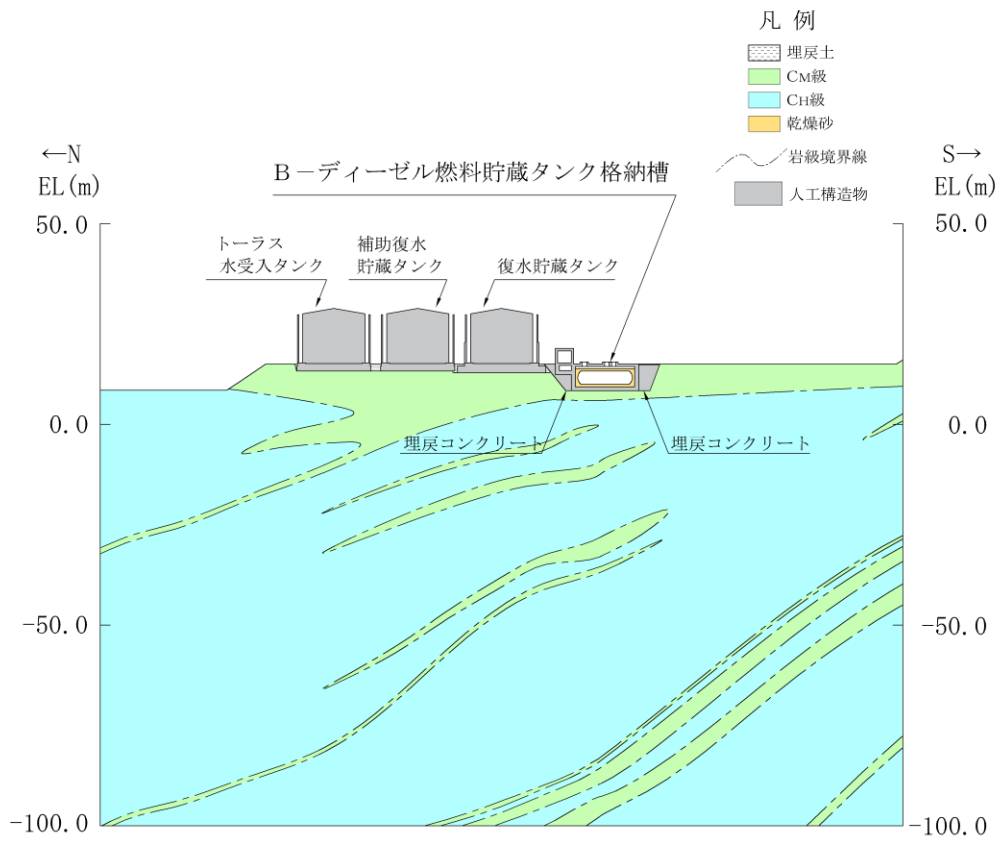 凡 例
埋戻土
CM級
CH級
乾燥砂
岩級境界線
人工構造物
←N
EL(m)
S→
EL(m)
B－ディーゼル燃料貯蔵タンク格納槽
50.0
50.0
トーラス
水受入タンク
補助復水
貯蔵タンク
復水貯蔵タンク
0.0
0.0
埋戻コンクリート
埋戻コンクリート
-50.0
-50.0
-100.0
-100.0